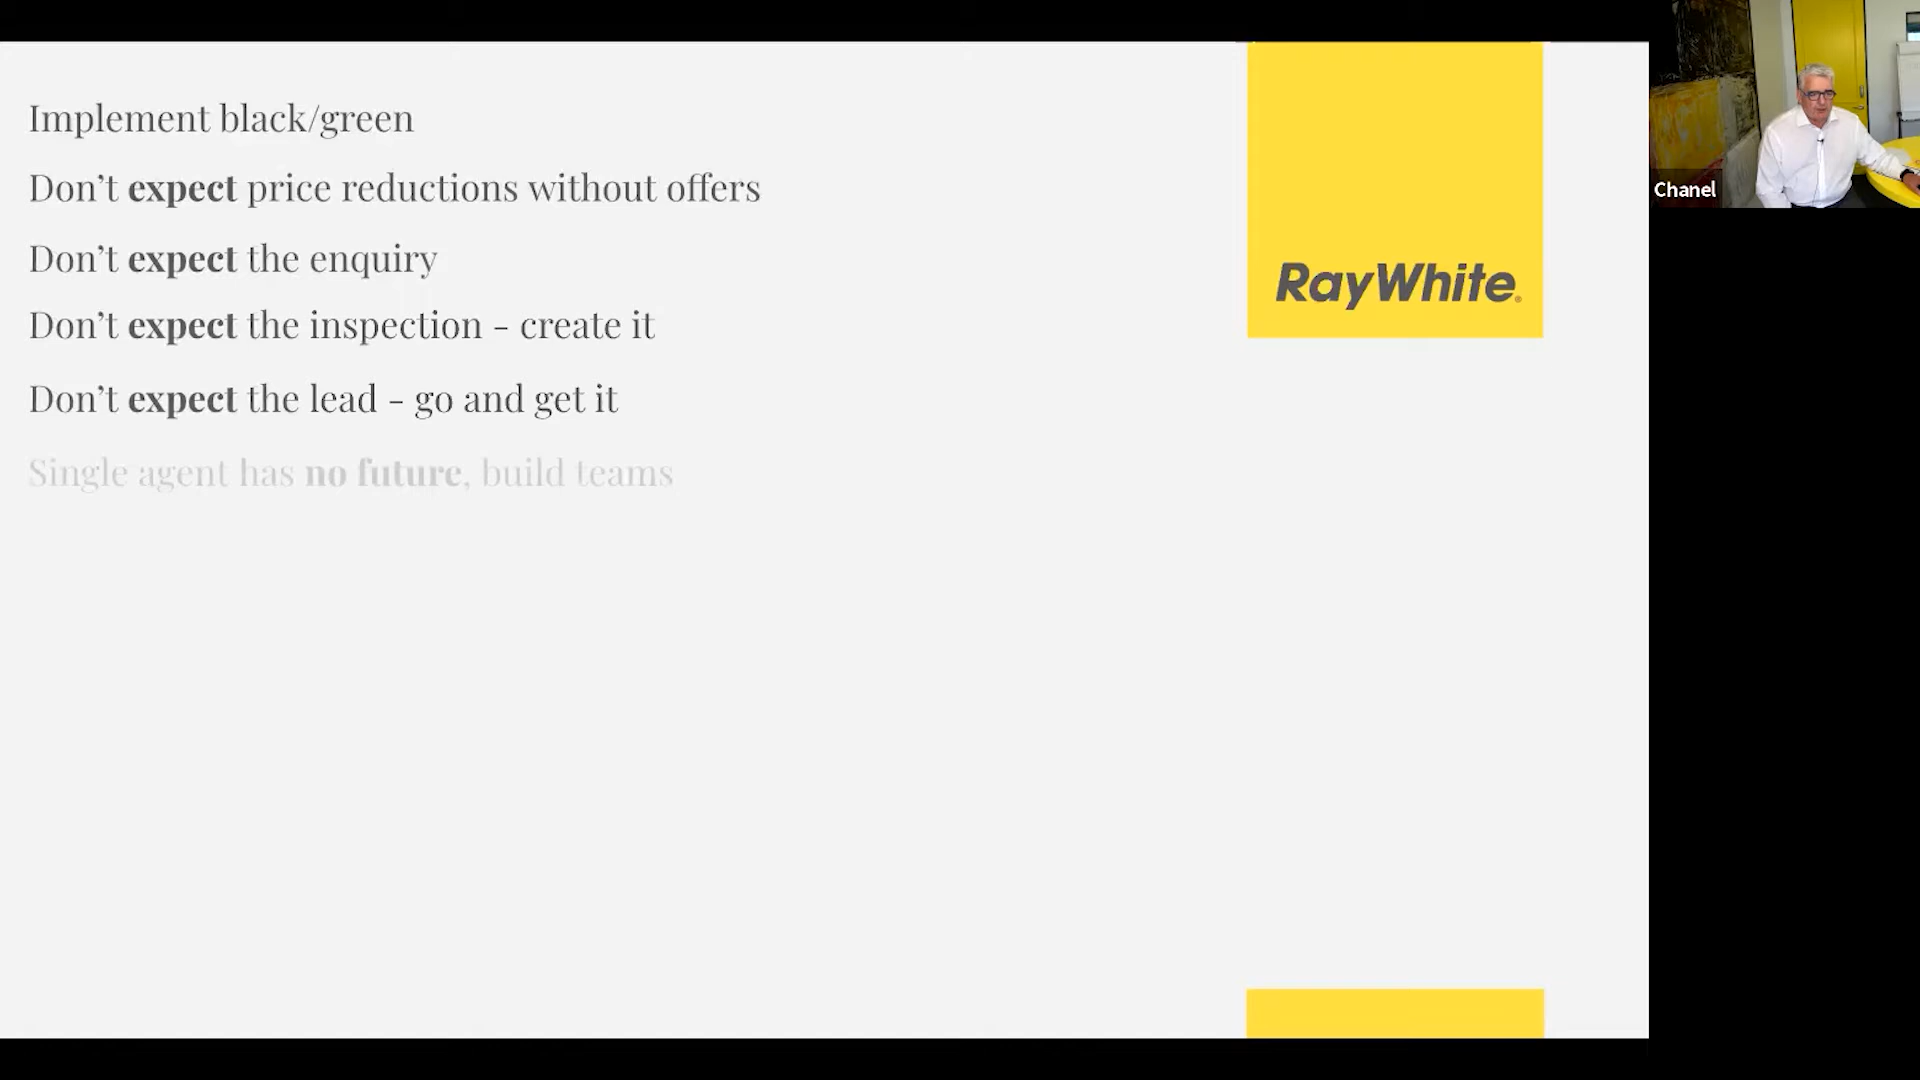 Implement black/green
Don’t expect price reductions without offers
Don’t expect the enquiry
Don’t expect the inspection - create it
Don’t expect the lead - go and get it
Single agent has no future, build teams
RayWhite
Chanel